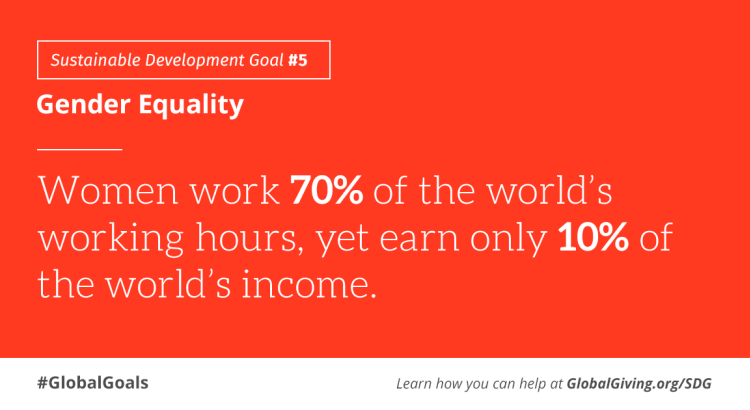 Sustainable Development Goal #5
Gender Equality
Women work 70% of the world’s
working hours, yet earn only 10% of
the world’s income.
#GlobalGoals
Learn how you can help at GlobalGiving.org/SDG